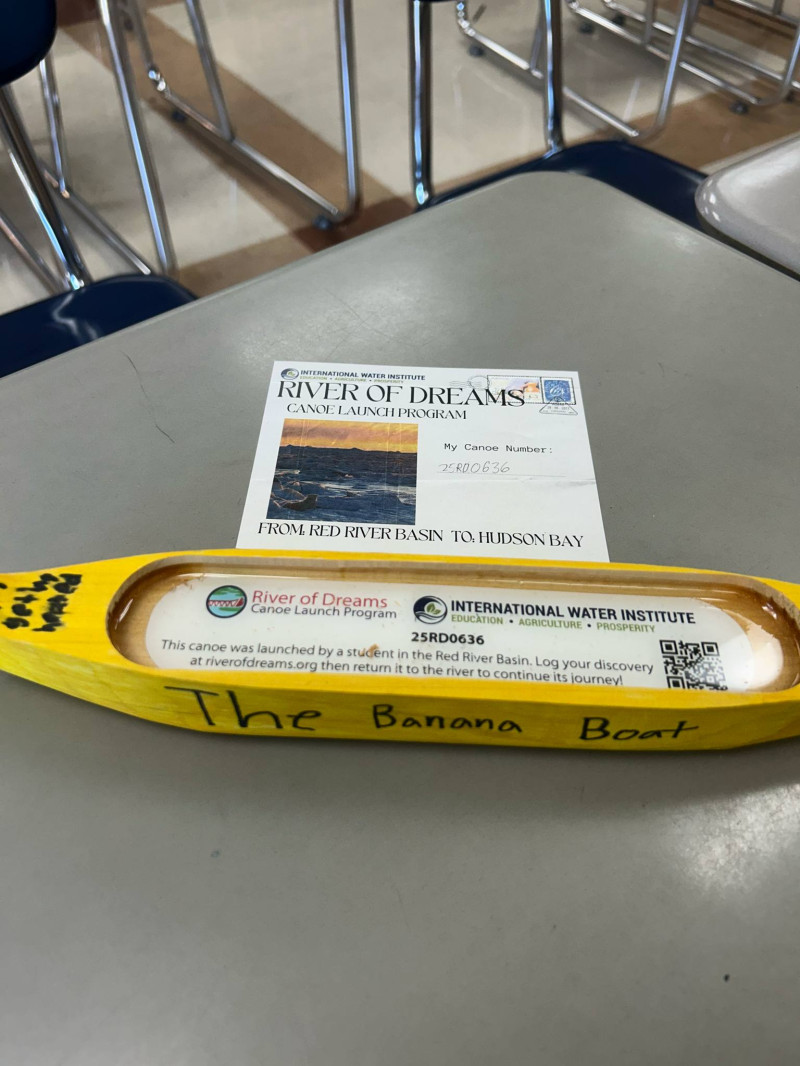 INTERNATIONAL WATER INSTITUTE
EDUCATION • AGRICULTURE • PROSPERITY
RIVER OF DREAMS
CANOE LAUNCH PROGRAM
My Canoe Number:
25RD0636
FROM: RED RIVER BASIN TO: HUDSON BAY
River of Dreams
Canoe Launch Program
INTERNATIONAL WATER INSTITUTE
EDUCATION • AGRICULTURE • PROSPERITY
25RD0636
This canoe was launched by a student in the Red River Basin. Log your discovery
at riverofdreams.org then return it to the river to continue its journey!
The Banana Boat